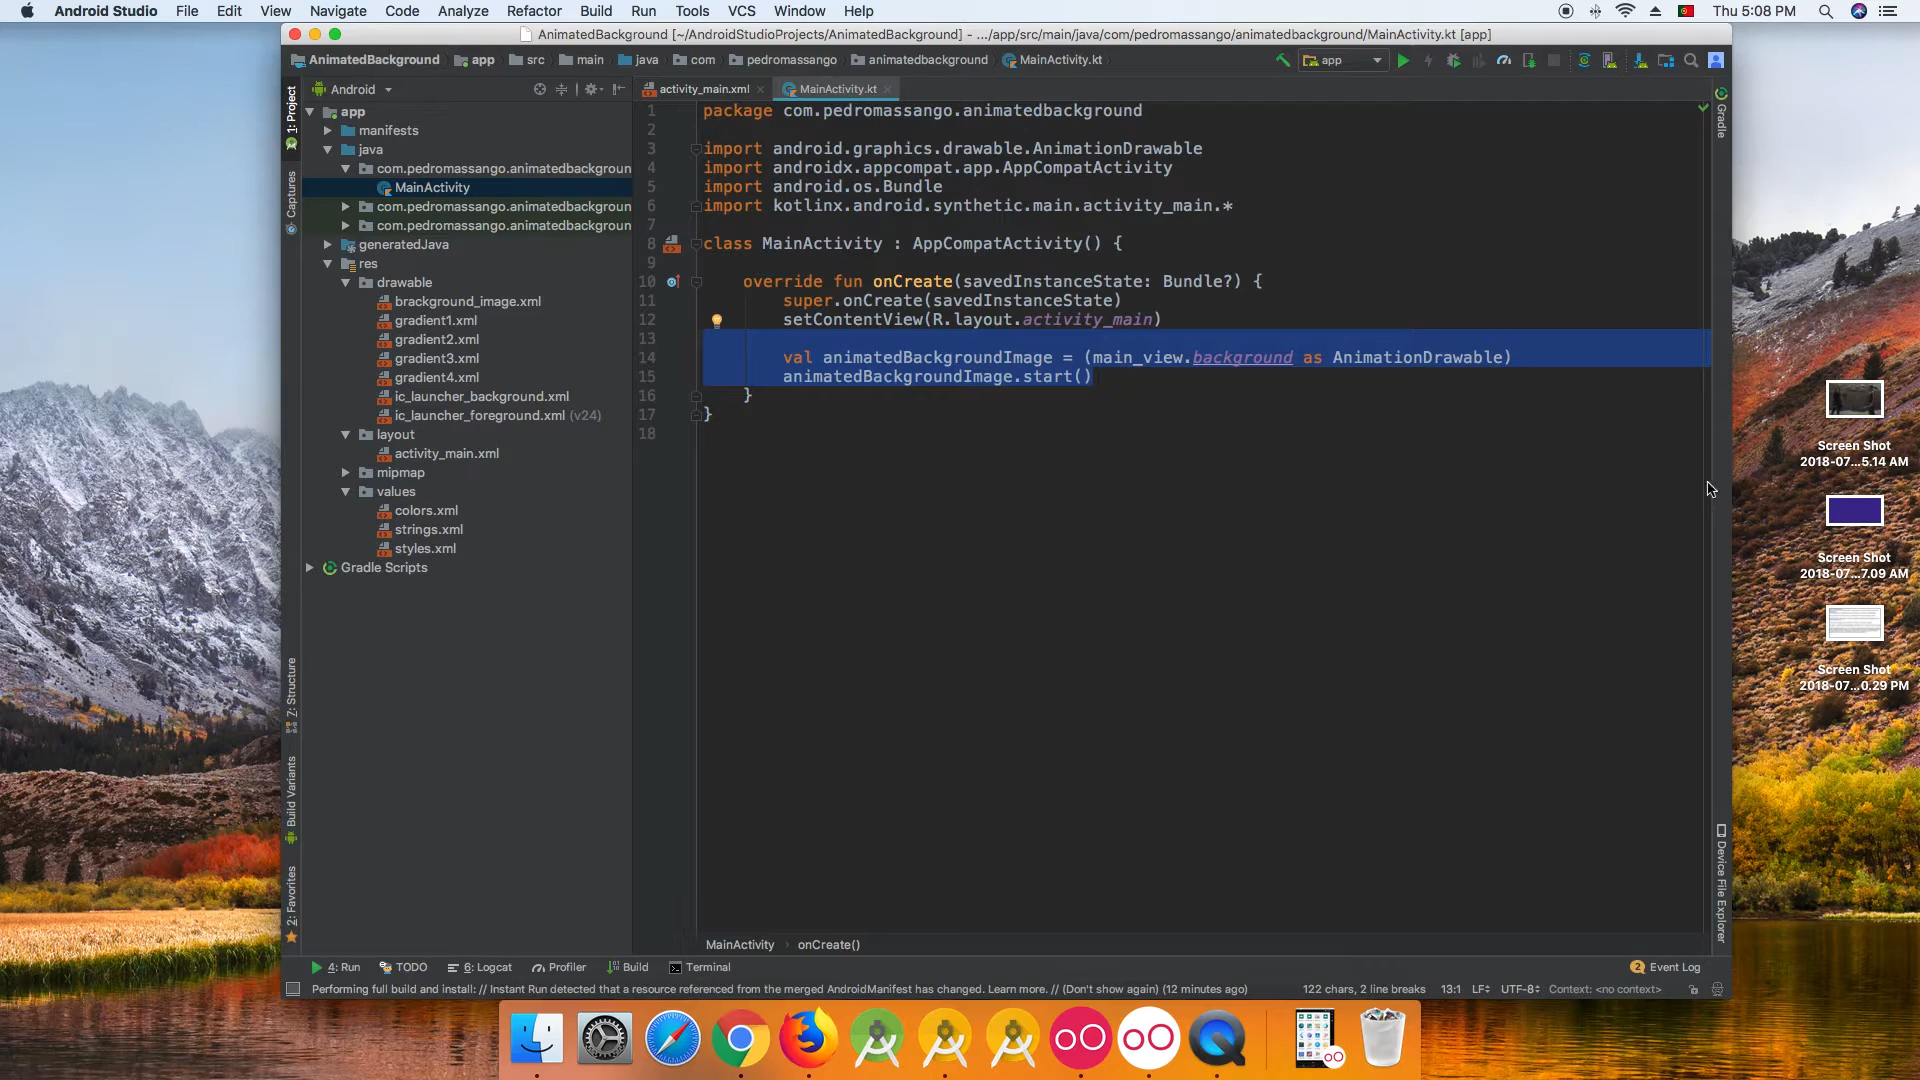 Android Studio File Edit View Navigate Code Analyze Refactor Build Run Tools VCS Window Help Thu 5:08 PM
AnimatedBackground [~/AndroidStudioProjects/AnimatedBackground] - .../app/src/main/java/com/pedromassango/animatedbackground/MainActivity.kt [app]
AnimatedBackground app src main java com pedromassango animatedbackground MainActivity.kt app
Android activity_main.xml MainActivity.kt
1: Project
Captures
7: Structure
Build Variants
2: Favorites
app
manifests
java
com.pedromassango.animatedbackgroun
MainActivity
com.pedromassango.animatedbackgroun
com.pedromassango.animatedbackgroun
generatedJava
res
drawable
brackground_image.xml
gradient1.xml
gradient2.xml
gradient3.xml
gradient4.xml
ic_launcher_background.xml
ic_launcher_foreground.xml (v24)
layout
activity_main.xml
mipmap
values
colors.xml
strings.xml
styles.xml
Gradle Scripts
1 package com.pedromassango.animatedbackground
2
3 import android.graphics.drawable.AnimationDrawable
4 import androidx.appcompat.app.AppCompatActivity
5 import android.os.Bundle
6 import kotlinx.android.synthetic.main.activity_main.*
7
8 class MainActivity : AppCompatActivity() {
9
10 override fun onCreate(savedInstanceState: Bundle?) {
11 super.onCreate(savedInstanceState)
12 setContentView(R.layout.activity_main)
13
14 val animatedBackgroundImage = (main_view.background as AnimationDrawable)
15 animatedBackgroundImage.start()
16 }
17 }
18
Gradle
Device File Explorer
MainActivity onCreate()
4: Run TODO 6: Logcat Profiler Build Terminal 2 Event Log
Performing full build and install: // Instant Run detected that a resource referenced from the merged AndroidManifest has changed. Learn more. // (Don't show again) (12 minutes ago) 122 chars, 2 line breaks 13:1 LF UTF-8 Context: <no context>
Screen Shot
2018-07...5.14 AM
Screen Shot
2018-07...7.09 AM
Screen Shot
2018-07...0.29 PM